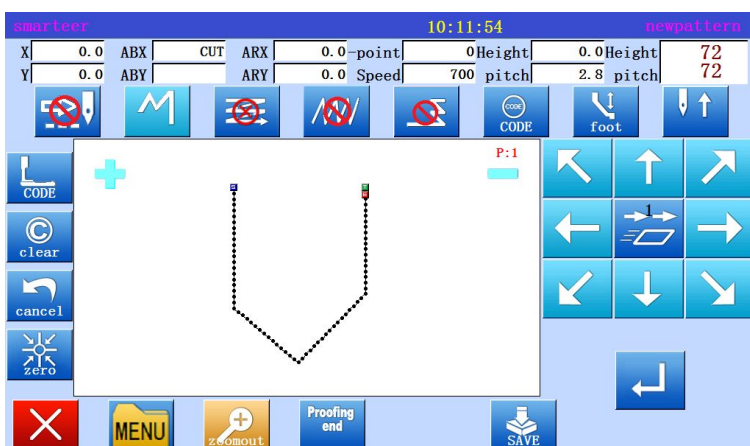 smarteer 10:11:54 newpattern
X 0.0 ABX CUT ARX 0.0 -point 0 Height 0.0 Height 72
Y 0.0 ABY ARY 0.0 Speed 700 pitch 2.8 pitch 72
CODE
CODE foot
P:1
CODE
1
clear
cancel
zero
MENU zoomout Proofing end SAVE